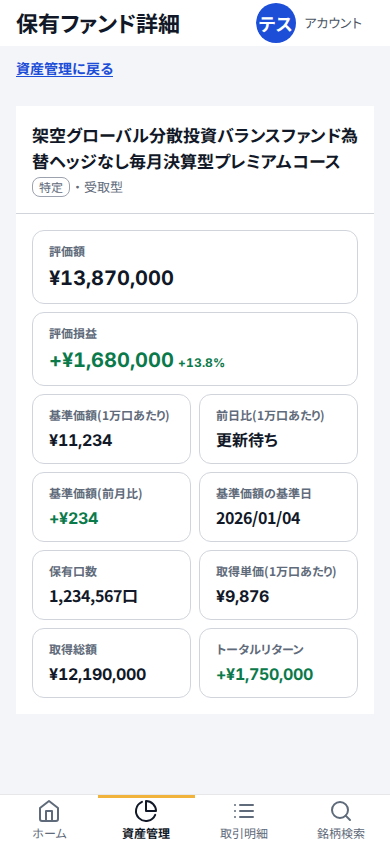 保有ファンド詳細
テス アカウント
資産管理に戻る
架空グローバル分散投資バランスファンド為
替ヘッジなし毎月決算型プレミアムコース
特定 ・受取型
評価額
¥13,870,000
評価損益
+¥1,680,000 +13.8%
基準価額(1万口あたり)
¥11,234
前日比(1万口あたり)
更新待ち
基準価額(前月比)
+¥234
基準価額の基準日
2026/01/04
保有口数
1,234,567口
取得単価(1万口あたり)
¥9,876
取得総額
¥12,190,000
トータルリターン
+¥1,750,000
ホーム
資産管理
取引明細
銘柄検索